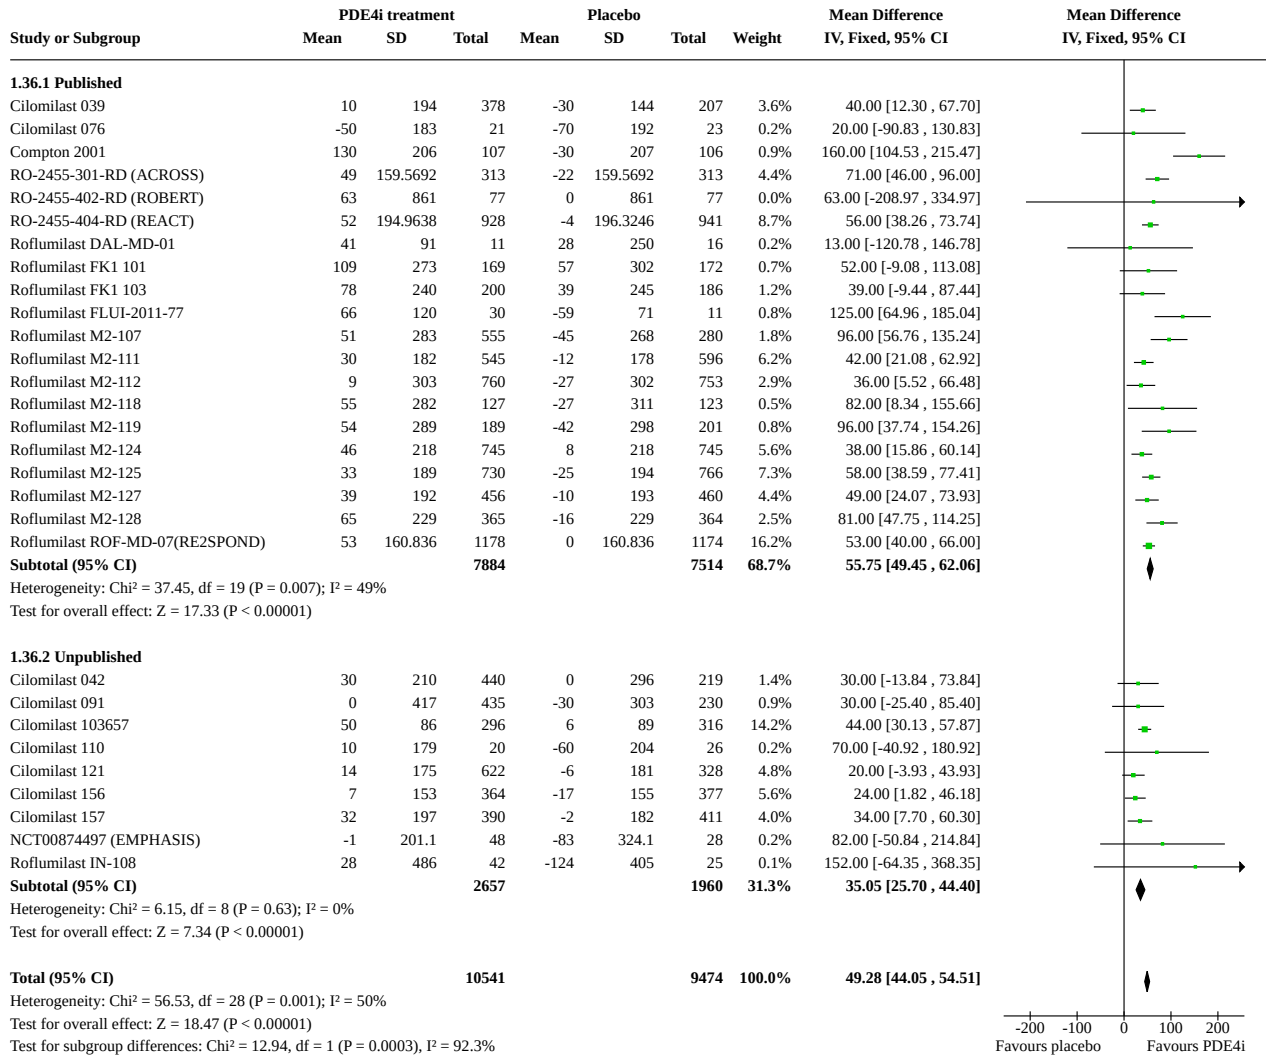 PDE4i treatment Placebo Mean Difference Mean Difference
Study or Subgroup Mean SD Total Mean SD Total Weight IV, Fixed, 95% CI IV, Fixed, 95% CI
1.36.1 Published
Cilomilast 039 10 194 378 -30 144 207 3.6% 40.00 [12.30 , 67.70]
Cilomilast 076 -50 183 21 -70 192 23 0.2% 20.00 [-90.83 , 130.83]
Compton 2001 130 206 107 -30 207 106 0.9% 160.00 [104.53 , 215.47]
RO-2455-301-RD (ACROSS) 49 159.5692 313 -22 159.5692 313 4.4% 71.00 [46.00 , 96.00]
RO-2455-402-RD (ROBERT) 63 861 77 0 861 77 0.0% 63.00 [-208.97 , 334.97]
RO-2455-404-RD (REACT) 52 194.9638 928 -4 196.3246 941 8.7% 56.00 [38.26 , 73.74]
Roflumilast DAL-MD-01 41 91 11 28 250 16 0.2% 13.00 [-120.78 , 146.78]
Roflumilast FK1 101 109 273 169 57 302 172 0.7% 52.00 [-9.08 , 113.08]
Roflumilast FK1 103 78 240 200 39 245 186 1.2% 39.00 [-9.44 , 87.44]
Roflumilast FLUI-2011-77 66 120 30 -59 71 11 0.8% 125.00 [64.96 , 185.04]
Roflumilast M2-107 51 283 555 -45 268 280 1.8% 96.00 [56.76 , 135.24]
Roflumilast M2-111 30 182 545 -12 178 596 6.2% 42.00 [21.08 , 62.92]
Roflumilast M2-112 9 303 760 -27 302 753 2.9% 36.00 [5.52 , 66.48]
Roflumilast M2-118 55 282 127 -27 311 123 0.5% 82.00 [8.34 , 155.66]
Roflumilast M2-119 54 289 189 -42 298 201 0.8% 96.00 [37.74 , 154.26]
Roflumilast M2-124 46 218 745 8 218 745 5.6% 38.00 [15.86 , 60.14]
Roflumilast M2-125 33 189 730 -25 194 766 7.3% 58.00 [38.59 , 77.41]
Roflumilast M2-127 39 192 456 -10 193 460 4.4% 49.00 [24.07 , 73.93]
Roflumilast M2-128 65 229 365 -16 229 364 2.5% 81.00 [47.75 , 114.25]
Roflumilast ROF-MD-07(RE2SPOND) 53 160.836 1178 0 160.836 1174 16.2% 53.00 [40.00 , 66.00]
Subtotal (95% CI) 7884 7514 68.7% 55.75 [49.45 , 62.06]
Heterogeneity: Chi² = 37.45, df = 19 (P = 0.007); I² = 49%
Test for overall effect: Z = 17.33 (P < 0.00001)
1.36.2 Unpublished
Cilomilast 042 30 210 440 0 296 219 1.4% 30.00 [-13.84 , 73.84]
Cilomilast 091 0 417 435 -30 303 230 0.9% 30.00 [-25.40 , 85.40]
Cilomilast 103657 50 86 296 6 89 316 14.2% 44.00 [30.13 , 57.87]
Cilomilast 110 10 179 20 -60 204 26 0.2% 70.00 [-40.92 , 180.92]
Cilomilast 121 14 175 622 -6 181 328 4.8% 20.00 [-3.93 , 43.93]
Cilomilast 156 7 153 364 -17 155 377 5.6% 24.00 [1.82 , 46.18]
Cilomilast 157 32 197 390 -2 182 411 4.0% 34.00 [7.70 , 60.30]
NCT00874497 (EMPHASIS) -1 201.1 48 -83 324.1 28 0.2% 82.00 [-50.84 , 214.84]
Roflumilast IN-108 28 486 42 -124 405 25 0.1% 152.00 [-64.35 , 368.35]
Subtotal (95% CI) 2657 1960 31.3% 35.05 [25.70 , 44.40]
Heterogeneity: Chi² = 6.15, df = 8 (P = 0.63); I² = 0%
Test for overall effect: Z = 7.34 (P < 0.00001)
Total (95% CI) 10541 9474 100.0% 49.28 [44.05 , 54.51]
Heterogeneity: Chi² = 56.53, df = 28 (P = 0.001); I² = 50%
Test for overall effect: Z = 18.47 (P < 0.00001)
-200 -100 0 100 200
Test for subgroup differences: Chi² = 12.94, df = 1 (P = 0.0003), I² = 92.3%
Favours placebo Favours PDE4i